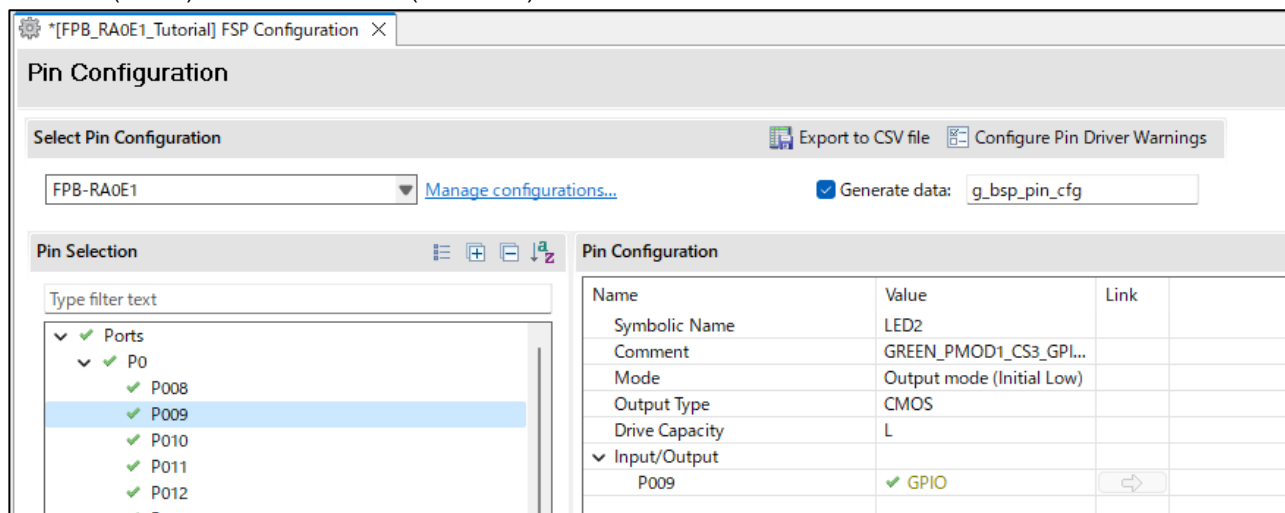 *[FPB_RA0E1_Tutorial] FSP Configuration
Pin Configuration
Select Pin Configuration
Export to CSV file
Configure Pin Driver Warnings
FPB-RA0E1
Manage configurations...
Generate data:
g_bsp_pin_cfg
Pin Selection
Type filter text
Ports
P0
P008
P009
P010
P011
P012
Pin Configuration
Name Value Link
Symbolic Name LED2
Comment GREEN_PMOD1_CS3_GPI...
Mode Output mode (Initial Low)
Output Type CMOS
Drive Capacity L
Input/Output
P009 GPIO